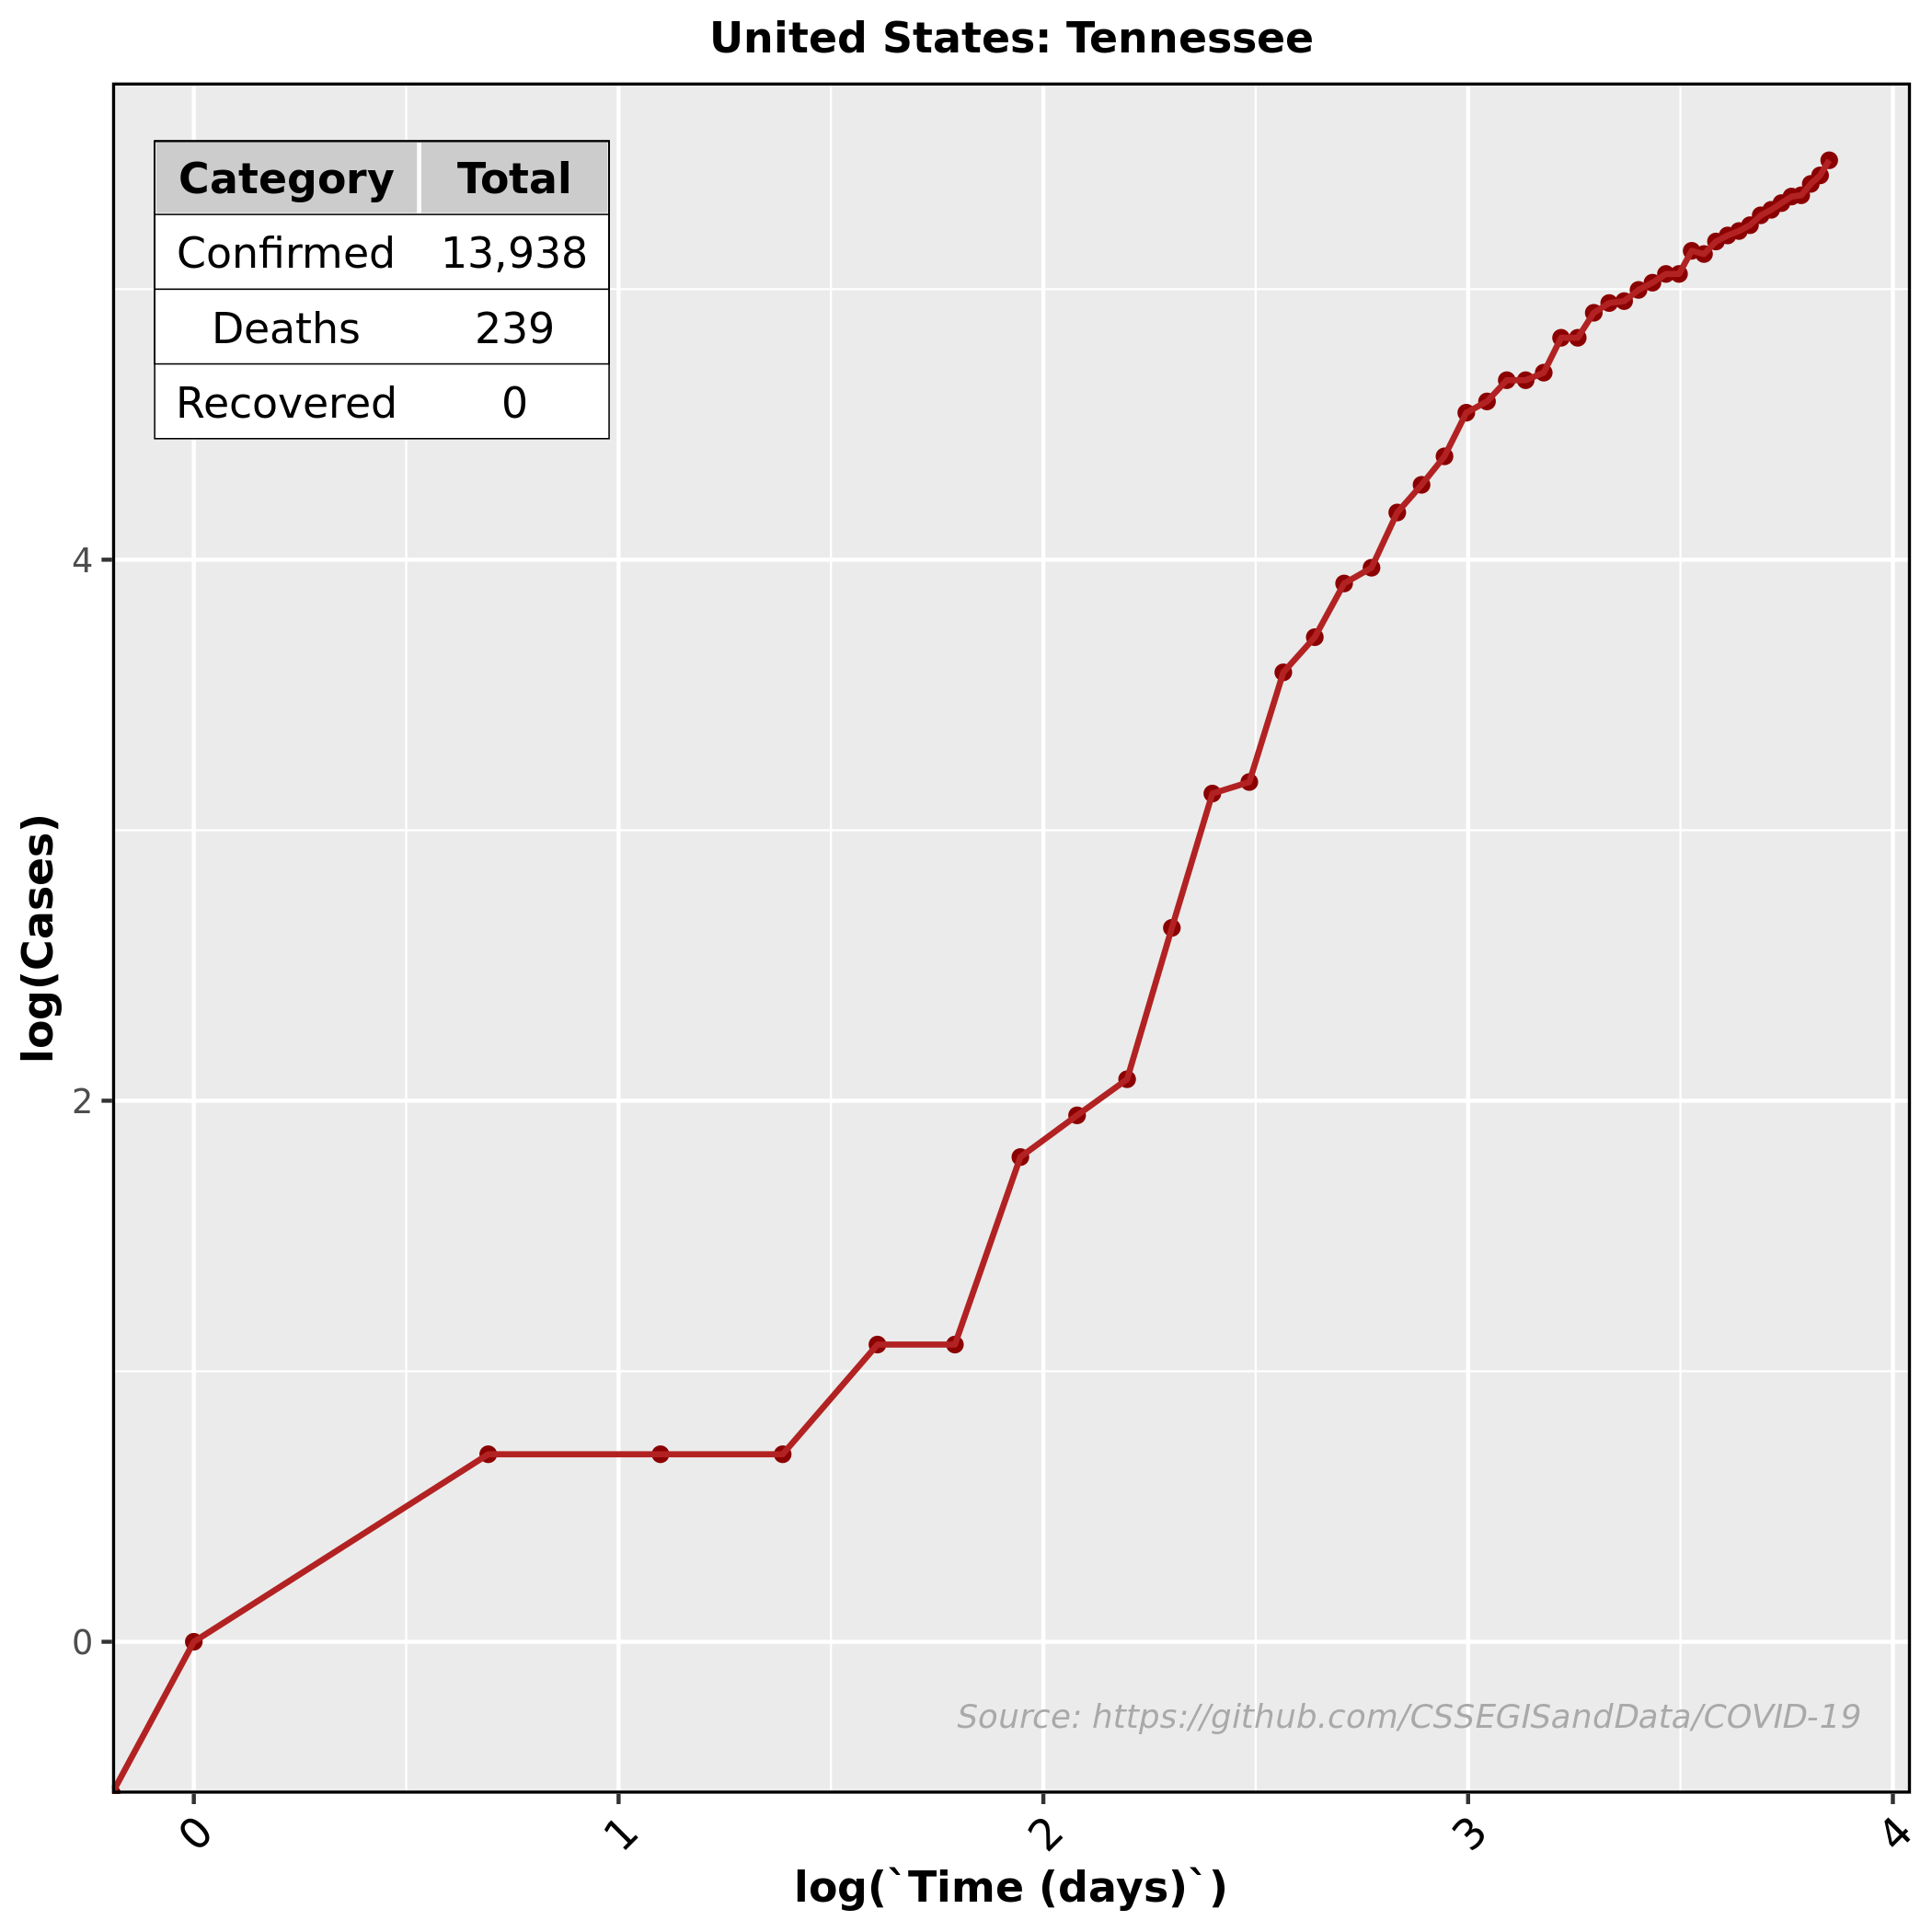 United States: Tennessee
Category Total
Confirmed 13,938
Deaths 239
Recovered 0
4
2
0
log(Cases)
Source: https://github.com/CSSEGISandData/COVID-19
0 1 2 3 4
log(`Time (days)`)